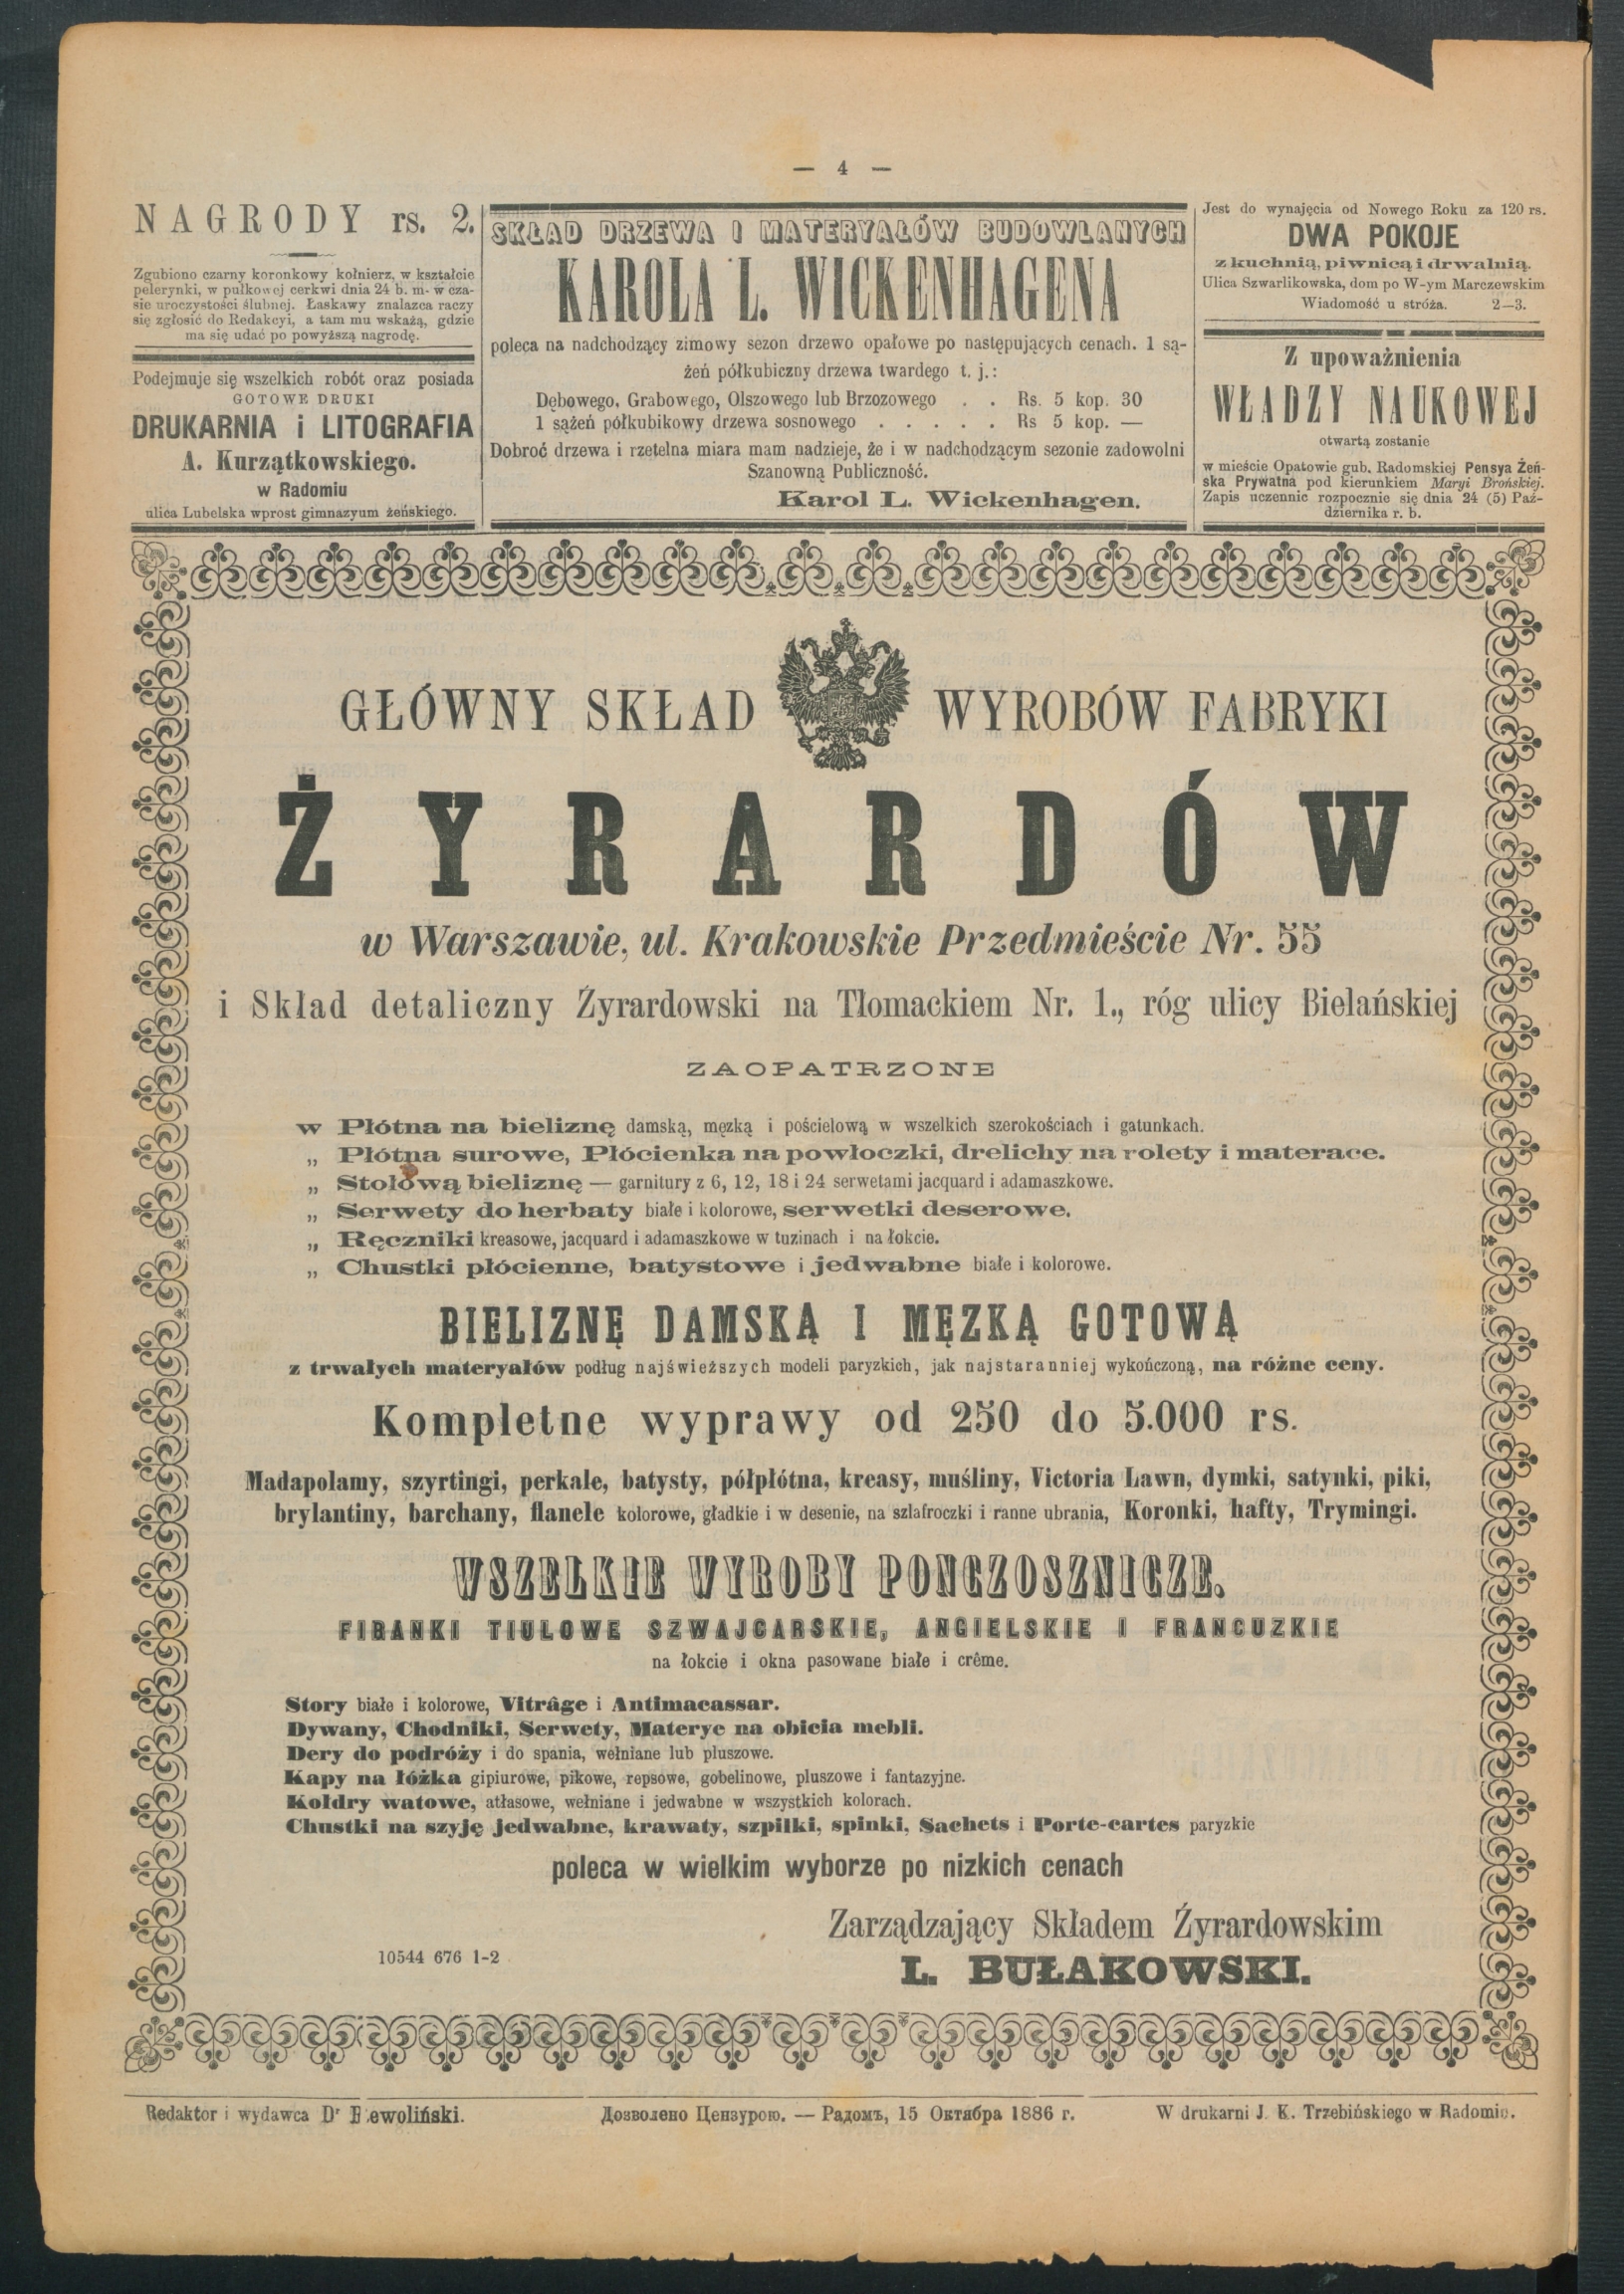 — 4 —
NAGRODY rs. 2.
Zgubiono czarny koronkowy kołnierz, w kształcie
pelerynki, w pułkowej cerkwi dnia 24 b. m. w cza-
sie uroczystości ślubnej. Łaskawy znalazca raczy
się zgłosić do Redakcyi, a tam mu wskażą, gdzie
ma się udać po powyższą nagrodę.
Podejmuje się wszelkich robót oraz posiada
GOTOWE DRUKI
DRUKARNIA i LITOGRAFIA
A. Kurzątkowskiego.
w Radomiu
ulica Lubelska wprost gimnazyum żeńskiego.
SKŁAD DRZEWA I MATERYAŁÓW BUDOWLANYCH
KAROLA L. WICKENHAGENA
poleca na nadchodzący zimowy sezon drzewo opałowe po następujących cenach. 1 są-
żeń półkubiczny drzewa twardego t. j.:
Dębowego, Grabowego, Olszowego lub Brzozowego . . Rs. 5 kop. 30
1 sążeń półkubikowy drzewa sosnowego . . . . . Rs 5 kop. —
Dobroć drzewa i rzetelna miara mam nadzieje, że i w nadchodzącym sezonie zadowolni
Szanowną Publiczność.
Karol L. Wickenhagen.
Jest do wynajęcia od Nowego Roku za 120 rs.
DWA POKOJE
z kuchnią, piwnicą i drwalnią.
Ulica Szwarlikowska, dom po W-ym Marczewskim
Wiadomość u stróża. 2—3.
Z upoważnienia
WŁADZY NAUKOWEJ
otwartą zostanie
w mieście Opatowie gub. Radomskiej Pensya Żeń-
ska Prywatna pod kierunkiem Maryi Brońskiej.
Zapis uczennic rozpocznie się dnia 24 (5) Paź-
dziernika r. b.
GŁÓWNY SKŁAD WYROBÓW FABRYKI
ŻYRARDÓW
w Warszawie, ul. Krakowskie Przedmieście Nr. 55
i Skład detaliczny Żyrardowski na Tłomackiem Nr. 1., róg ulicy Bielańskiej
ZAOPATRZONE
w Płótna na bieliznę damską, męzką i pościelową w wszelkich szerokościach i gatunkach.
„ Płótna surowe, Płócienka na powłoczki, drelichy na rolety i materace.
„ Stołową bieliznę — garnitury z 6, 12, 18 i 24 serwetami jacquard i adamaszkowe.
„ Serwety do herbaty białe i kolorowe, serwetki deserowe.
„ Ręczniki kreasowe, jacquard i adamaszkowe w tuzinach i na łokcie.
„ Chustki płócienne, batystowe i jedwabne białe i kolorowe.
BIELIZNĘ DAMSKĄ I MĘZKĄ GOTOWĄ
z trwałych materyałów podług najświeższych modeli paryzkich, jak najstaranniej wykończoną, na różne ceny.
Kompletne wyprawy od 250 do 5.000 rs.
Madapolamy, szyrtingi, perkale, batysty, półpłótna, kreasy, muśliny, Victoria Lawn, dymki, satynki, piki,
brylantiny, barchany, flanele kolorowe, gładkie i w desenie, na szlafroczki i ranne ubrania, Koronki, hafty, Trymingi.
WSZELKIE WYROBY PONCZOSZNICZE.
FIRANKI TIULOWE SZWAJCARSKIE, ANGIELSKIE I FRANCUZKIE
na łokcie i okna pasowane białe i crême.
Story białe i kolorowe, Vitrâge i Antimacassar.
Dywany, Chodniki, Serwety, Materye na obicia mebli.
Dery do podróży i do spania, wełniane lub pluszowe.
Kapy na łóżka gipiurowe, pikowe, repsowe, gobelinowe, pluszowe i fantazyjne.
Kołdry watowe, atłasowe, wełniane i jedwabne w wszystkich kolorach.
Chustki na szyję jedwabne, krawaty, szpilki, spinki, Sachets i Porte-cartes paryzkie
poleca w wielkim wyborze po nizkich cenach
Zarządzający Składem Żyrardowskim
10544 676 1-2
L. BUŁAKOWSKI.
Redaktor i wydawca Dr
Дозволено Цензурою. — Радомъ, 15 Октября 1886 г.
W drukarni J. K. Trzebińskiego w Radomiu.